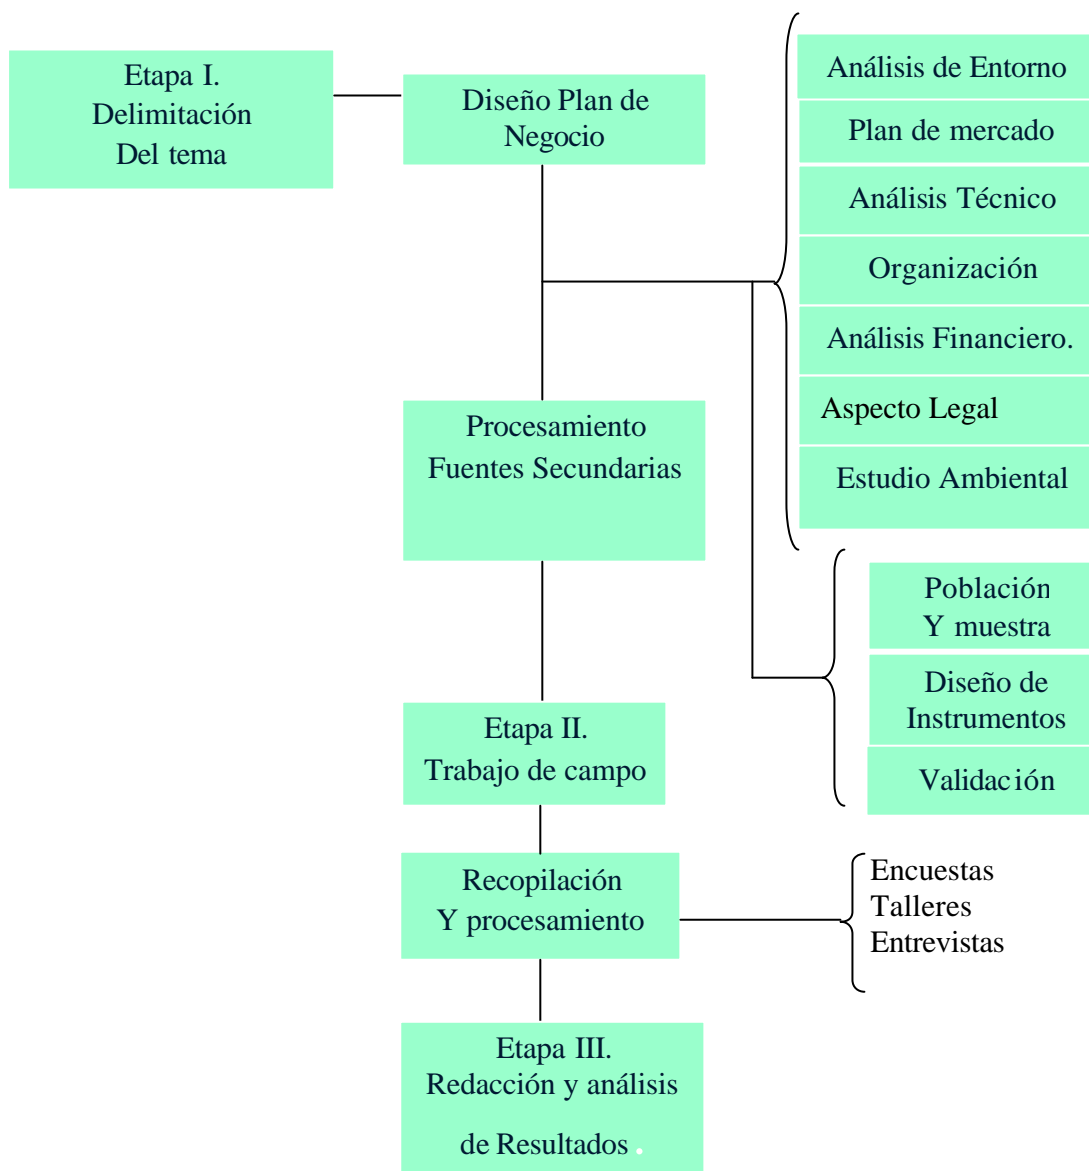 Etapa I.
Delimitación
Del tema
Diseño Plan de
Negocio
Análisis de Entorno
Plan de mercado
Análisis Técnico
Organización
Análisis Financiero.
Aspecto Legal
Estudio Ambiental
Procesamiento
Fuentes Secundarias
Población
Y muestra
Diseño de
Instrumentos
Validación
Etapa II.
Trabajo de campo
Recopilación
Y procesamiento
Encuestas
Talleres
Entrevistas
Etapa III.
Redacción y análisis
de Resultados .